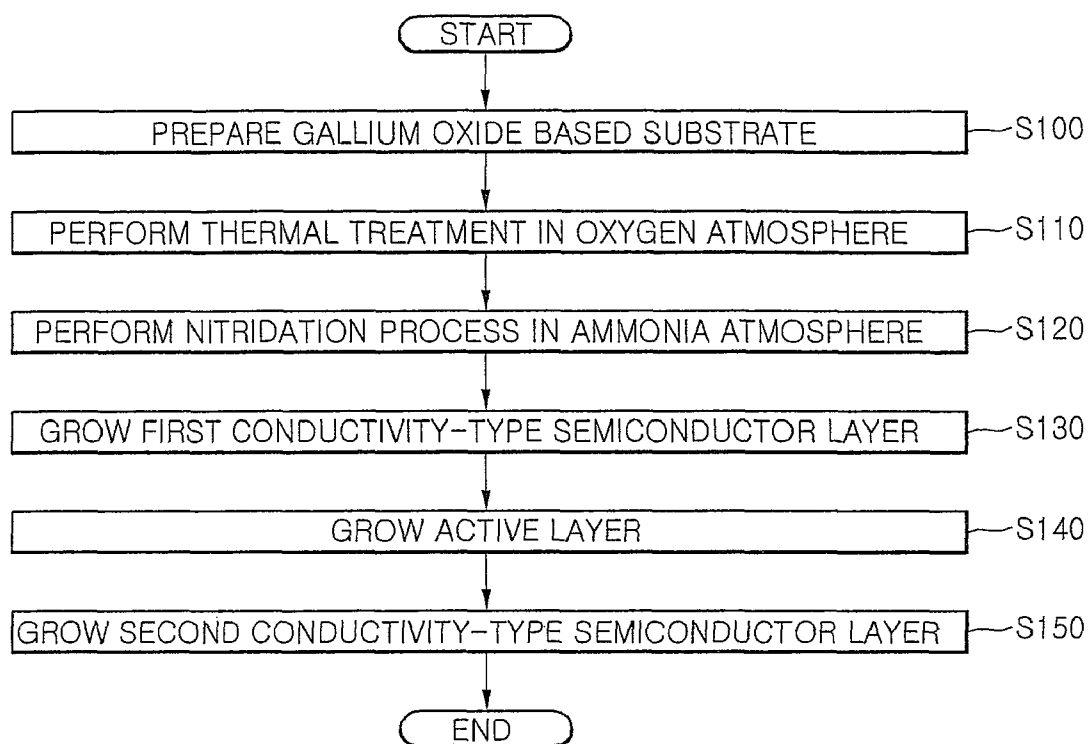 START
PREPARE GALLIUM OXIDE BASED SUBSTRATE
S100
PERFORM THERMAL TREATMENT IN OXYGEN ATMOSPHERE
S110
PERFORM NITRIDATION PROCESS IN AMMONIA ATMOSPHERE
S120
GROW FIRST CONDUCTIVITY-TYPE SEMICONDUCTOR LAYER
S130
GROW ACTIVE LAYER
S140
GROW SECOND CONDUCTIVITY-TYPE SEMICONDUCTOR LAYER
S150
END